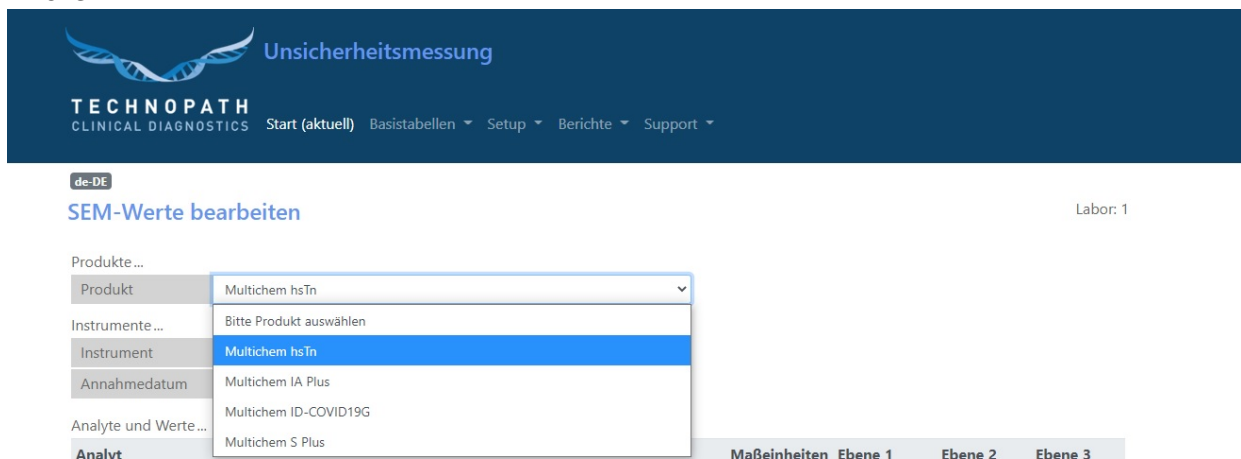 Unsicherheitsmessung
TECHNOPATH
CLINICAL DIAGNOSTICS
Start (aktuell) Basistabellen Setup Berichte Support
de-DE
SEM-Werte bearbeiten
Labor: 1
Produkte...
Produkt Multichem hsTn
Bitte Produkt auswählen
Instrumente...
Instrument Multichem hsTn
Annahmedatum Multichem IA Plus
Multichem ID-COVID19G
Analyte und Werte...
Multichem S Plus
Analyt Maßeinheiten Ebene 1 Ebene 2 Ebene 3